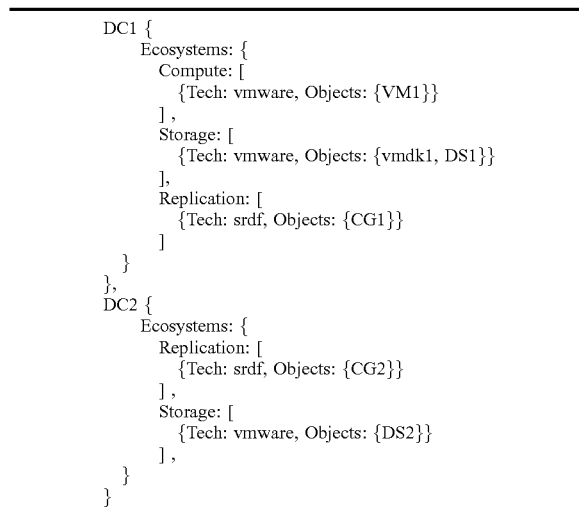 DC1 {
Ecosystems: {
Compute: [
{Tech: vmware, Objects: {VM1}}
] ,
Storage: [
{Tech: vmware, Objects: {vmdk1, DS1}}
],
Replication: [
{Tech: srdf, Objects: {CG1}}
]
}
},
DC2 {
Ecosystems: {
Replication: [
{Tech: srdf, Objects: {CG2}}
] ,
Storage: [
{Tech: vmware, Objects: {DS2}}
] ,
}
}